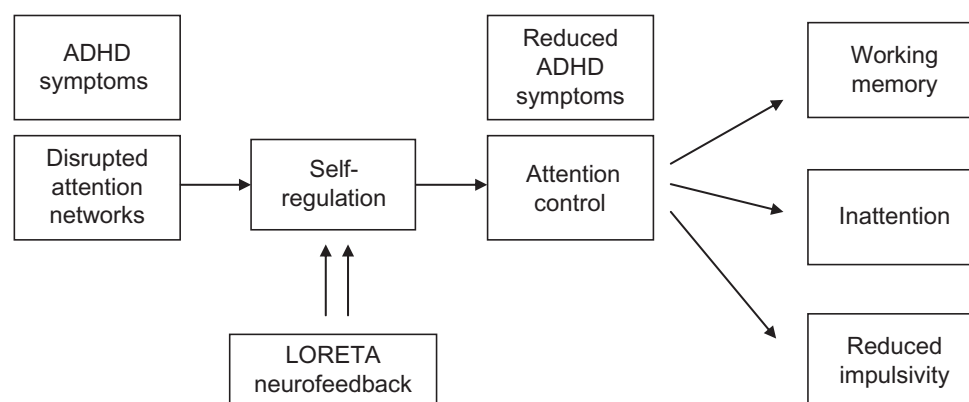 ADHD
symptoms
Disrupted
attention
networks
Self-
regulation
LORETA
neurofeedback
Reduced
ADHD
symptoms
Attention
control
Working
memory
Inattention
Reduced
impulsivity